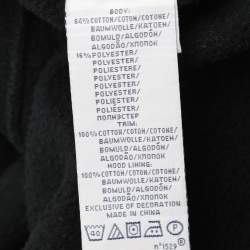 BODY:
84% COTTON/COTON/COTONE/
BAUMWOLLE/KATOEN/
BOMULD/ALGODÓN/
ALGODÃO/ХЛОПОК
16% POLYESTER/
POLYESTER/
POLIESTERE/
POLYESTER/
POLYESTER/
POLYESTER/
POLIÉSTER/
POLIÉSTER/
ПОЛИЭСТЕР
TRIM:
100% COTTON/COTON/COTONE/
BAUMWOLLE/KATOEN/
BOMULD/ALGODÓN/
ALGODÃO/ХЛОПОК
HOOD LINING:
100% COTTON/COTON/COTONE/
BAUMWOLLE/KATOEN/
BOMULD/ALGODÓN/
ALGODÃO/ХЛОПОК
EXCLUSIVE OF DECORATION
MADE IN CHINA
n°1529